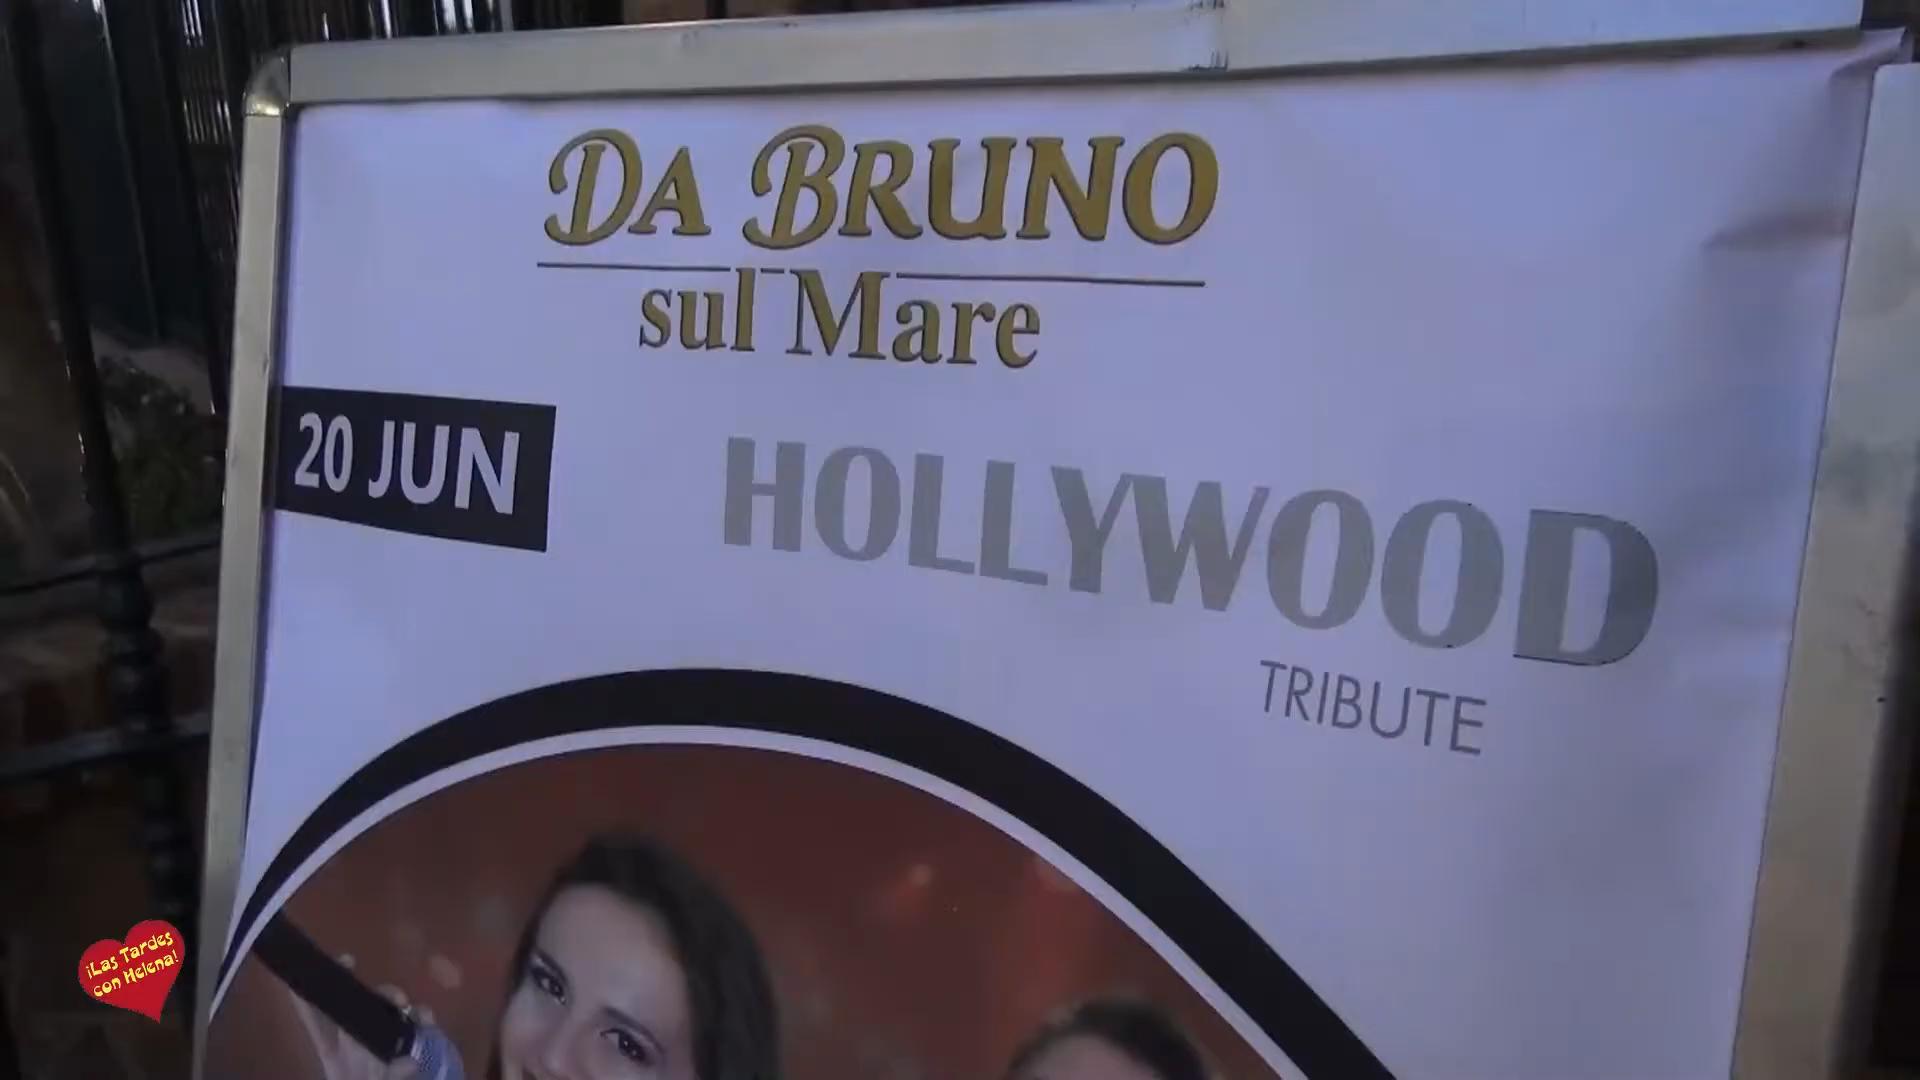 DA BRUNO
sul Mare
20 JUN
HOLLYWOOD
TRIBUTE
¡Las Tardes
con Helena!